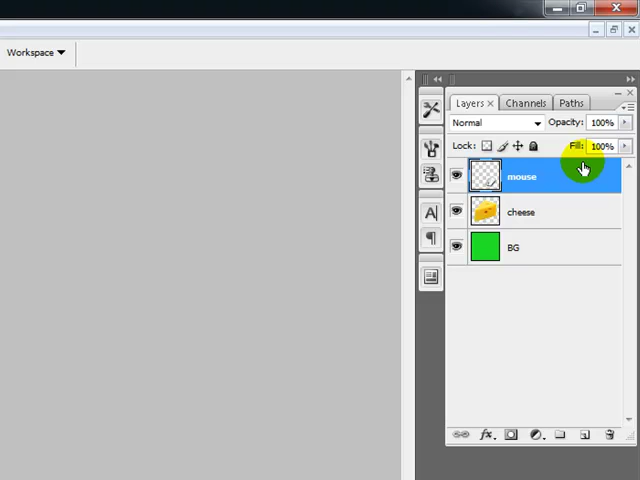 Workspace
Layers × Channels Paths
Normal Opacity: 100%
Lock: Fill: 100%
mouse
cheese
BG